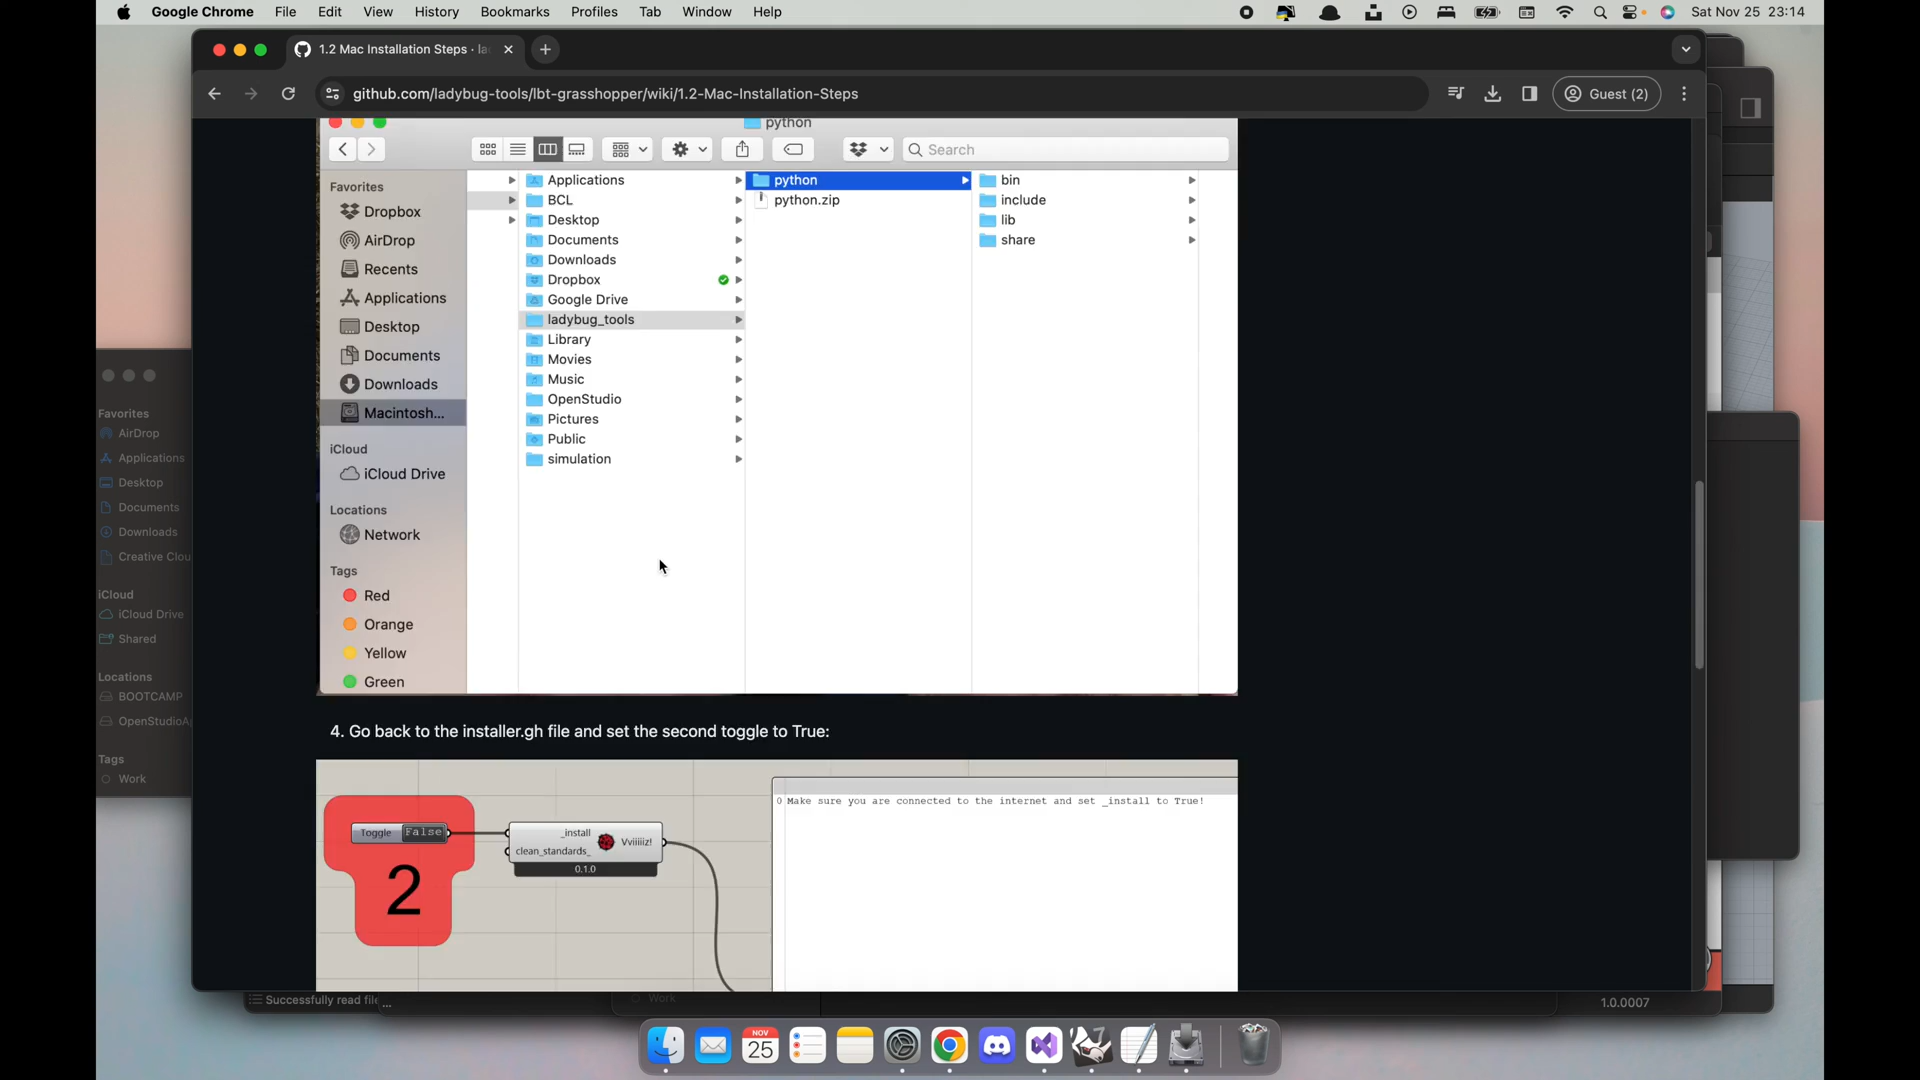 Google Chrome File Edit View History Bookmarks Profiles Tab Window Help Sat Nov 25 23:14
1.2 Mac Installation Steps · la
github.com/ladybug-tools/lbt-grasshopper/wiki/1.2-Mac-Installation-Steps
Guest (2)
python
Search
Favorites
Dropbox
AirDrop
Recents
Applications
Desktop
Documents
Downloads
Macintosh...
iCloud
iCloud Drive
Locations
Network
Tags
Red
Orange
Yellow
Green
Applications
BCL
Desktop
Documents
Downloads
Dropbox
Google Drive
ladybug_tools
Library
Movies
Music
OpenStudio
Pictures
Public
simulation
python
python.zip
bin
include
lib
share
Favorites
AirDrop
Applications
Desktop
Documents
Downloads
Creative Clou
iCloud
iCloud Drive
Shared
Locations
BOOTCAMP
OpenStudioA
Tags
Work
4. Go back to the installer.gh file and set the second toggle to True:
Toggle False
2
_install
clean_standards_
Vviiiiz!
0.1.0
0 Make sure you are connected to the internet and set _install to True!
Successfully read file
...
Work
1.0.0007
NOV
25
7